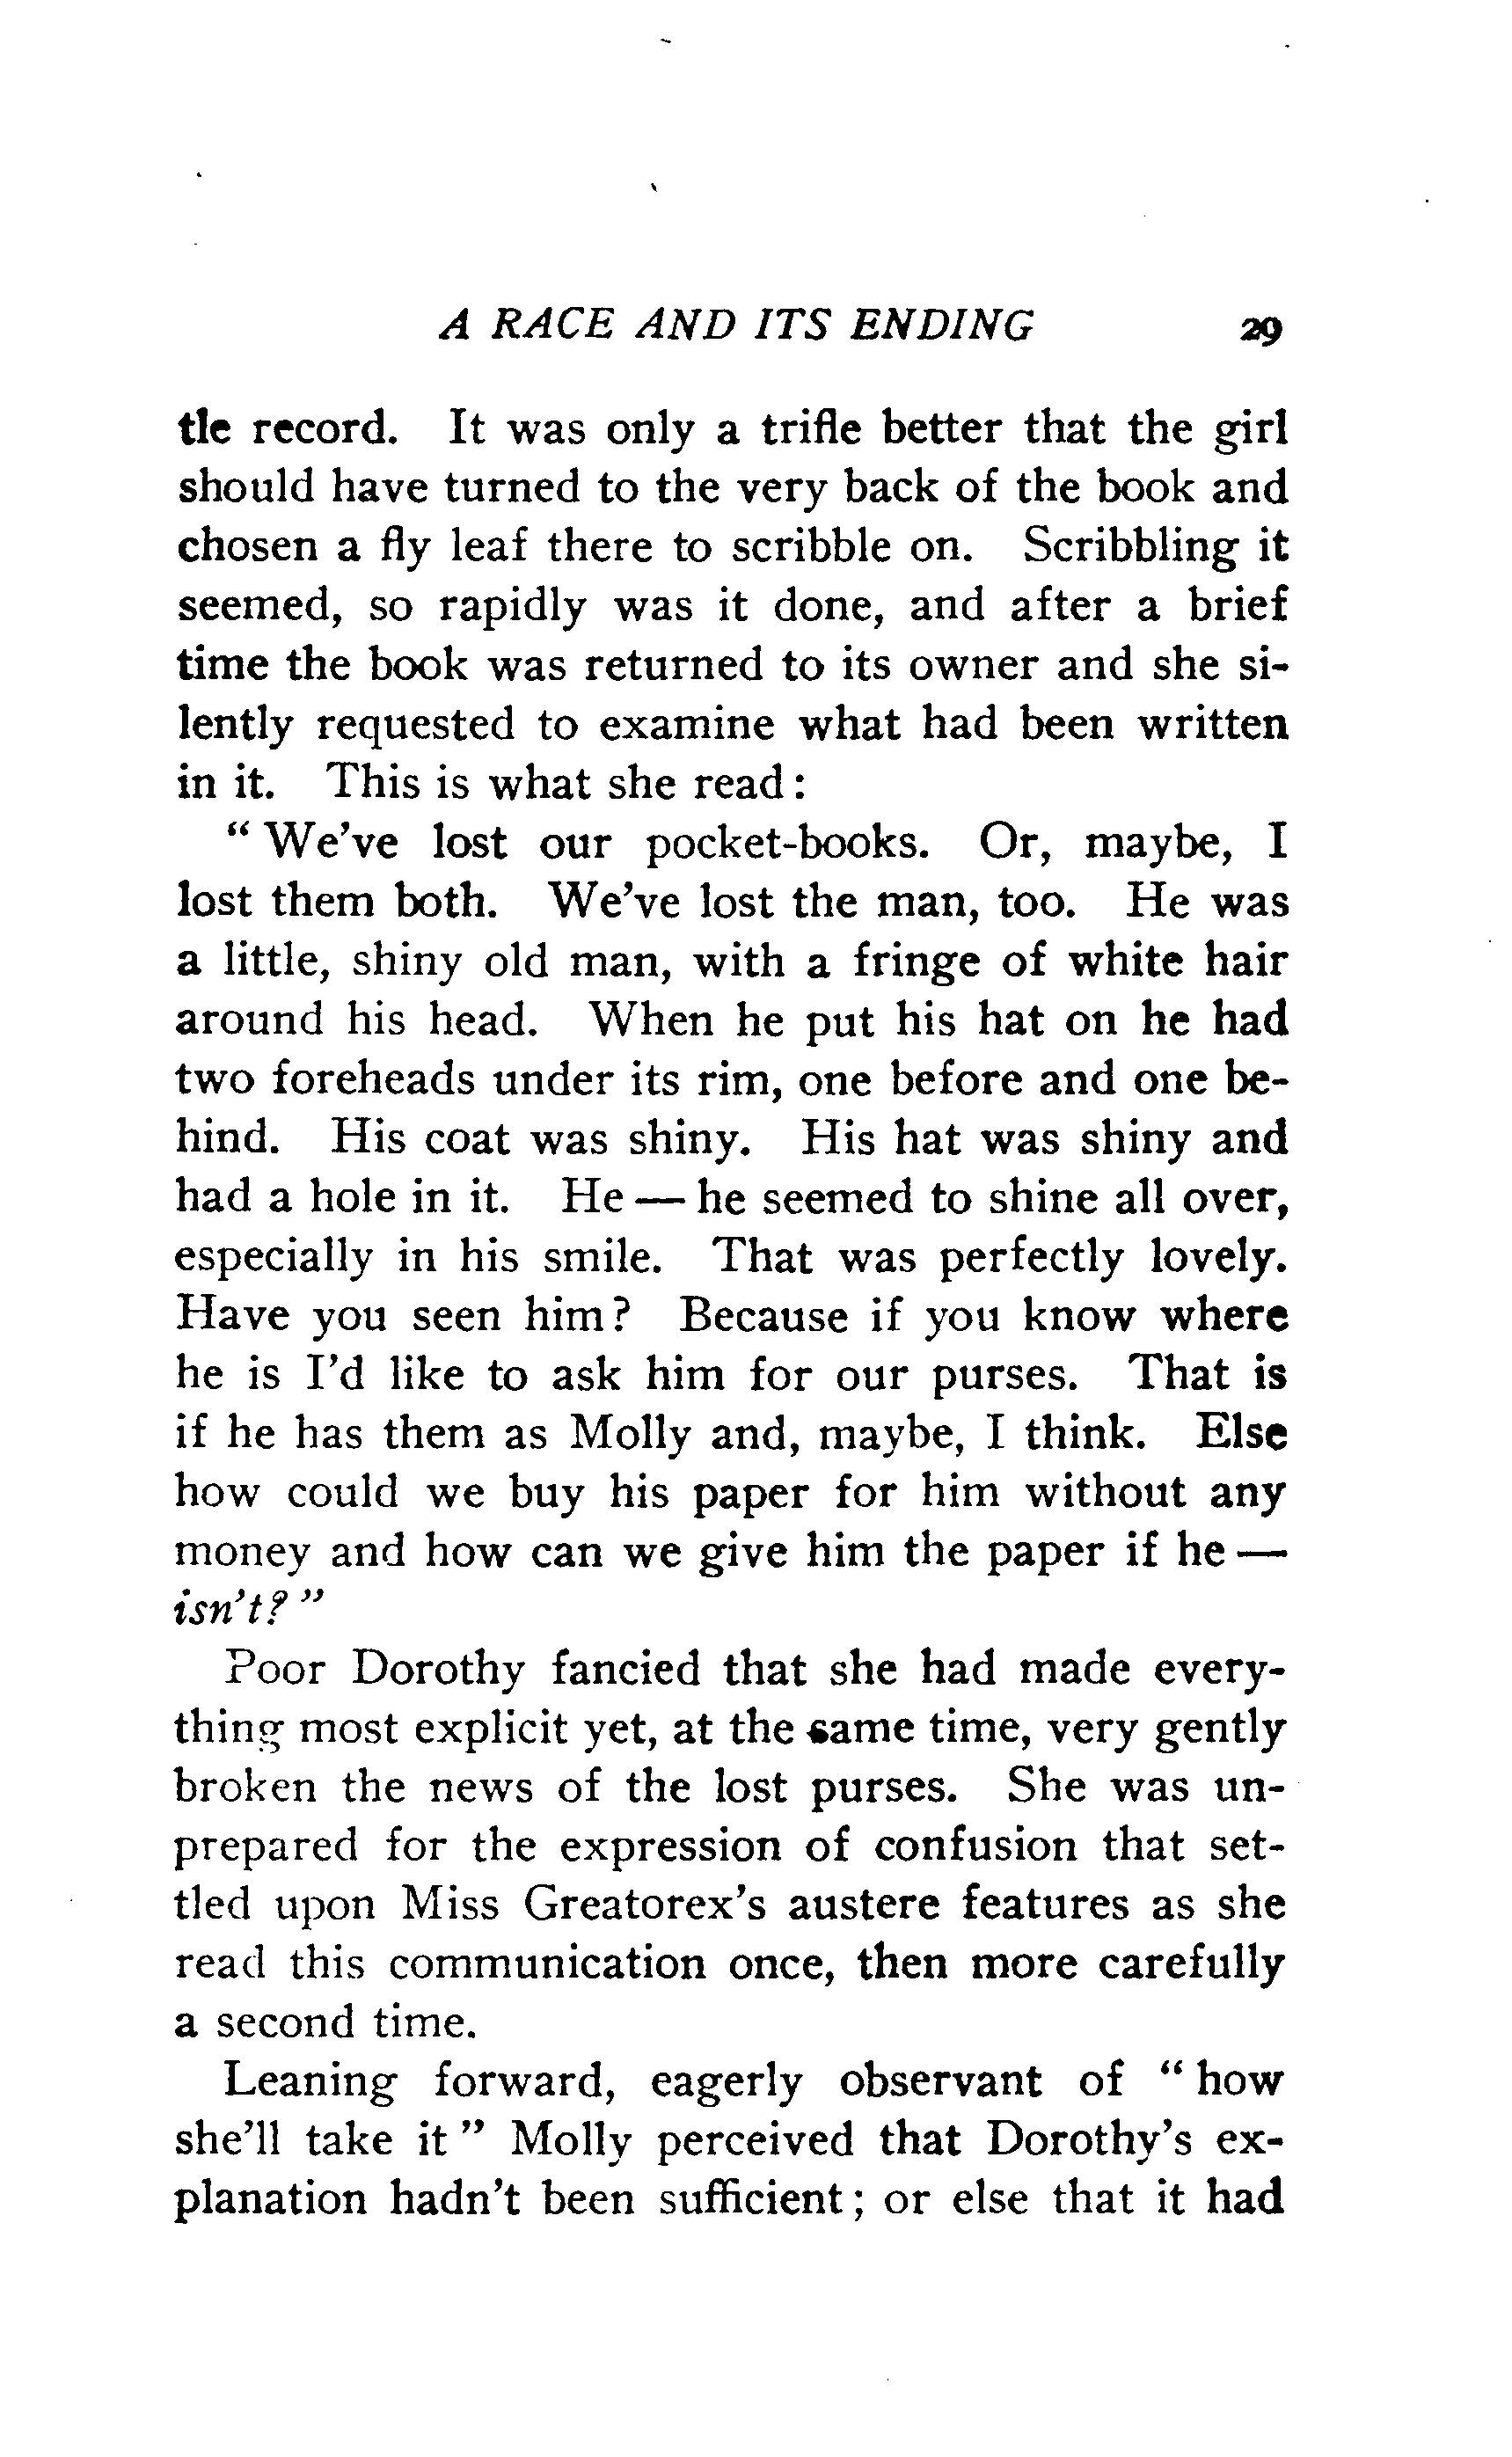 A RACE AND ITS ENDING 29
tle record. It was only a trifle better that the girl
should have turned to the very back of the book and
chosen a fly leaf there to scribble on. Scribbling it
seemed, so rapidly was it done, and after a brief
time the book was returned to its owner and she si-
lently requested to examine what had been written
in it. This is what she read:
"We've lost our pocket-books. Or, maybe, I
lost them both. We've lost the man, too. He was
a little, shiny old man, with a fringe of white hair
around his head. When he put his hat on he had
two foreheads under its rim, one before and one be-
hind. His coat was shiny. His hat was shiny and
had a hole in it. He — he seemed to shine all over,
especially in his smile. That was perfectly lovely.
Have you seen him? Because if you know where
he is I'd like to ask him for our purses. That is
if he has them as Molly and, maybe, I think. Else
how could we buy his paper for him without any
money and how can we give him the paper if he —
isn't?"
Poor Dorothy fancied that she had made every-
thing most explicit yet, at the same time, very gently
broken the news of the lost purses. She was un-
prepared for the expression of confusion that set-
tled upon Miss Greatorex's austere features as she
read this communication once, then more carefully
a second time.
Leaning forward, eagerly observant of "how
she'll take it" Molly perceived that Dorothy's ex-
planation hadn't been sufficient; or else that it had